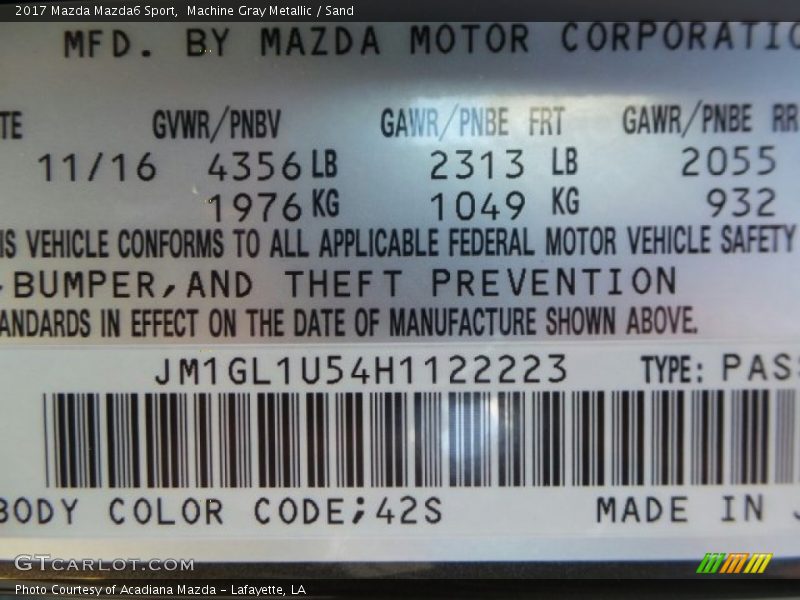 2017 Mazda Mazda6 Sport,  Machine Gray Metallic / Sand
MFD. BY MAZDA MOTOR CORPORATIO
TE GVWR/PNBV GAWR/PNBE FRT GAWR/PNBE RR
11/16 4356 LB 2313 LB 2055
1976 KG 1049 KG 932
IS VEHICLE CONFORMS TO ALL APPLICABLE FEDERAL MOTOR VEHICLE SAFETY
BUMPER,AND THEFT PREVENTION
ANDARDS IN EFFECT ON THE DATE OF MANUFACTURE SHOWN ABOVE.
JM1GL1U54H1122223 TYPE: PAS
BODY COLOR CODE;42S MADE IN
GTCARLOT.COM
Photo Courtesy of Acadiana Mazda - Lafayette, LA